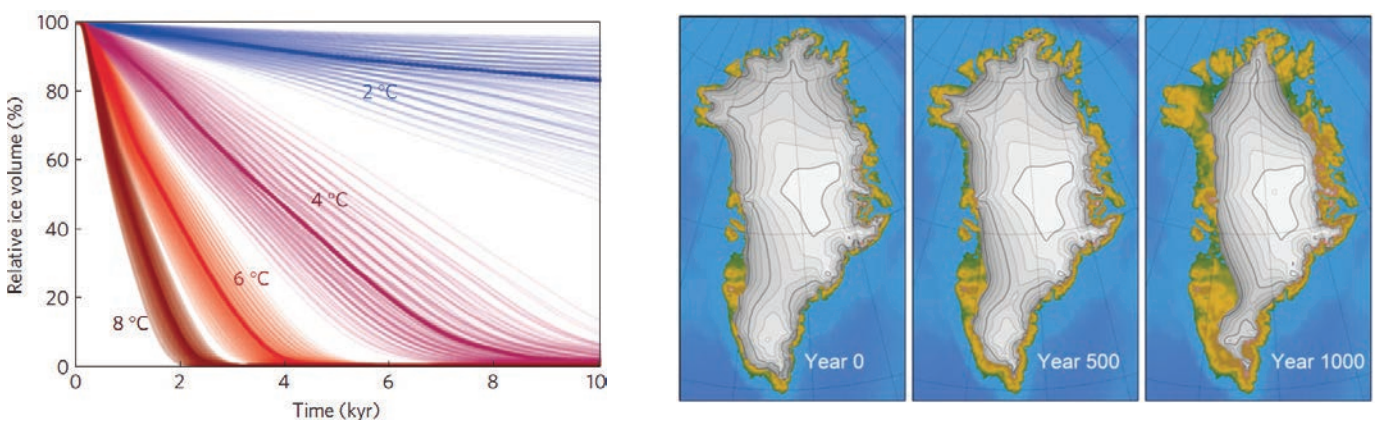 Relative ice volume (%)
100
80
60
40
20
0
2 °C
4 °C
6 °C
8 °C
0 2 4 6 8 10
Time (kyr)
Year 0
Year 500
Year 1000